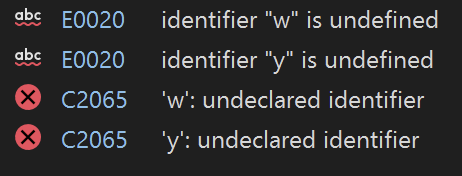 abc E0020 identifier "w" is undefined
abc E0020 identifier "y" is undefined
C2065 'w': undeclared identifier
C2065 'y': undeclared identifier